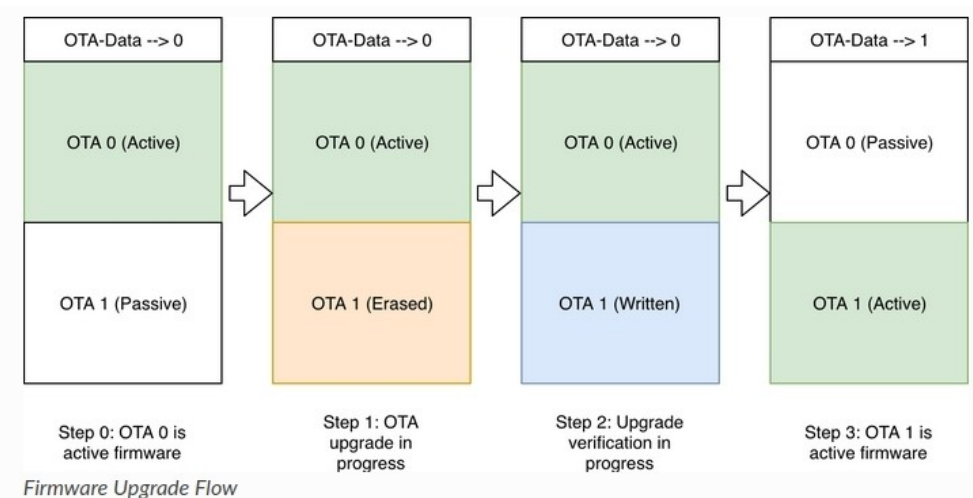 OTA-Data --> 0
OTA-Data --> 0
OTA-Data --> 0
OTA-Data --> 1
OTA 0 (Active)
OTA 0 (Active)
OTA 0 (Active)
OTA 0 (Passive)
OTA 1 (Passive)
OTA 1 (Erased)
OTA 1 (Written)
OTA 1 (Active)
Step 0: OTA 0 is
active firmware
Step 1: OTA
upgrade in
progress
Step 2: Upgrade
verification in
progress
Step 3: OTA 1 is
active firmware
Firmware Upgrade Flow